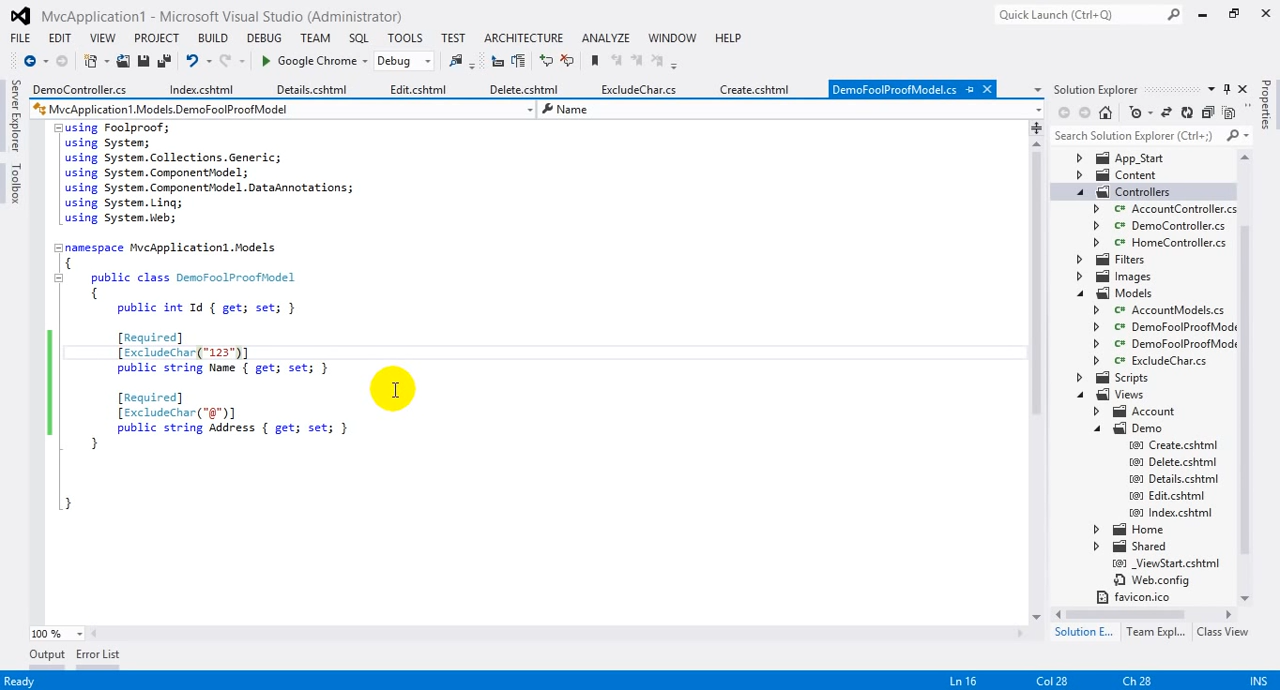 MvcApplication1 - Microsoft Visual Studio (Administrator)
Quick Launch (Ctrl+Q)
FILE EDIT VIEW PROJECT BUILD DEBUG TEAM SQL TOOLS TEST ARCHITECTURE ANALYZE WINDOW HELP
Google Chrome Debug
DemoController.cs Index.cshtml Details.cshtml Edit.cshtml Delete.cshtml ExcludeChar.cs Create.cshtml DemoFoolProofModel.cs
MvcApplication1.Models.DemoFoolProofModel Name
Server Explorer
Toolbox
using Foolproof;
using System;
using System.Collections.Generic;
using System.ComponentModel;
using System.ComponentModel.DataAnnotations;
using System.Linq;
using System.Web;
namespace MvcApplication1.Models
{
public class DemoFoolProofModel
{
public int Id { get; set; }
[Required]
[ExcludeChar("123")]
public string Name { get; set; }
[Required]
[ExcludeChar("@")]
public string Address { get; set; }
}
}
100 %
Output Error List
Solution Explorer
Search Solution Explorer (Ctrl+;)
App_Start
Content
Controllers
C# AccountController.cs
C# DemoController.cs
C# HomeController.cs
Filters
Images
Models
C# AccountModels.cs
C# DemoFoolProofMode
C# DemoFoolProofMode
C# ExcludeChar.cs
Scripts
Views
Account
Demo
[@] Create.cshtml
[@] Delete.cshtml
[@] Details.cshtml
[@] Edit.cshtml
[@] Index.cshtml
Home
Shared
[@] _ViewStart.cshtml
Web.config
favicon.ico
Solution E... Team Expl... Class View
Properties
Ready Ln 16 Col 28 Ch 28 INS